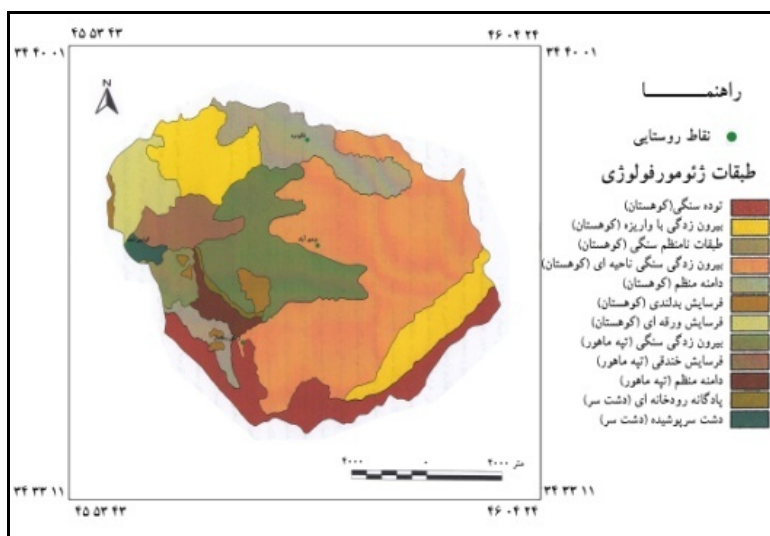 ۴۵ ۵۳ ۴۳
۴۶ ۰۴ ۲۴
۳۴ ۴۰ ۰۱
۳۴ ۴۰ ۰۱
N
راهنمــــــا
نقاط روستایی
طبقات ژئومورفولوژی
توده سنگی(کوهستان)
بیرون زدگی با واریزه (کوهستان)
طبقات نامنظم سنگی (کوهستان)
بیرون زدگی سنگی ناحیه ای (کوهستان)
دامنه منظم (کوهستان)
فرسایش بدلندی (کوهستان)
فرسایش ورقه ای (کوهستان)
بیرون زدگی سنگی (تپه ماهور)
فرسایش خندقی (تپه ماهور)
دامنه منظم (تپه ماهور)
پادگانه رودخانه ای (دشت سر)
دشت سرپوشیده (دشت سر)
۴۰۰۰ ۰ ۴۰۰۰ متر
۳۴ ۳۳ ۱۱
۳۴ ۳۳ ۱۱
۴۵ ۵۳ ۴۳
۴۶ ۰۴ ۲۴